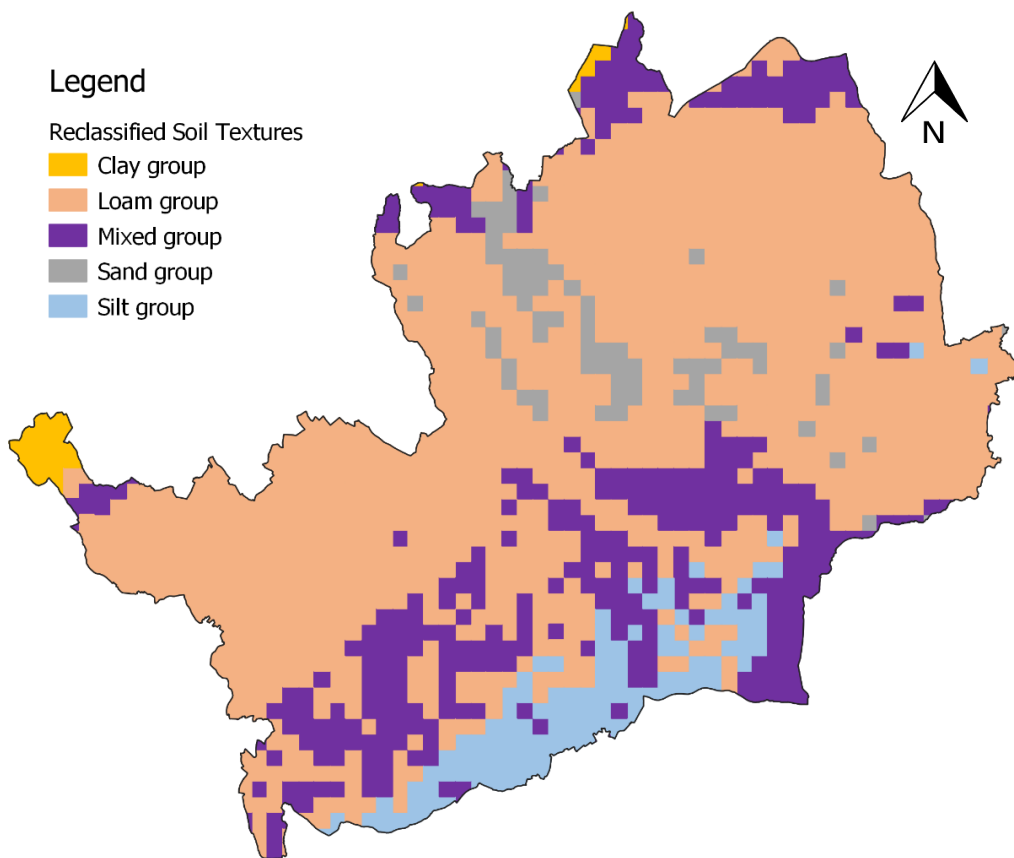 Legend
Reclassified Soil Textures
Clay group
Loam group
Mixed group
Sand group
Silt group
N